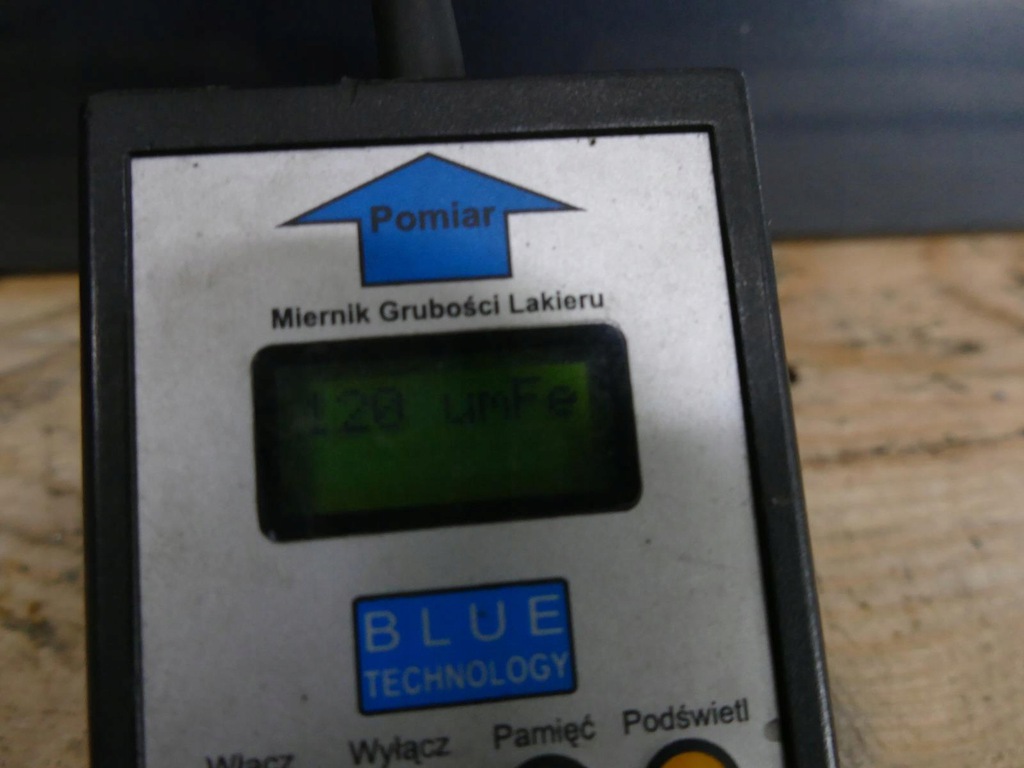 Pomiar
Miernik Grubości Lakieru
120 umFe
BLUE
TECHNOLOGY
Włącz Wyłącz Pamięć Podświetl